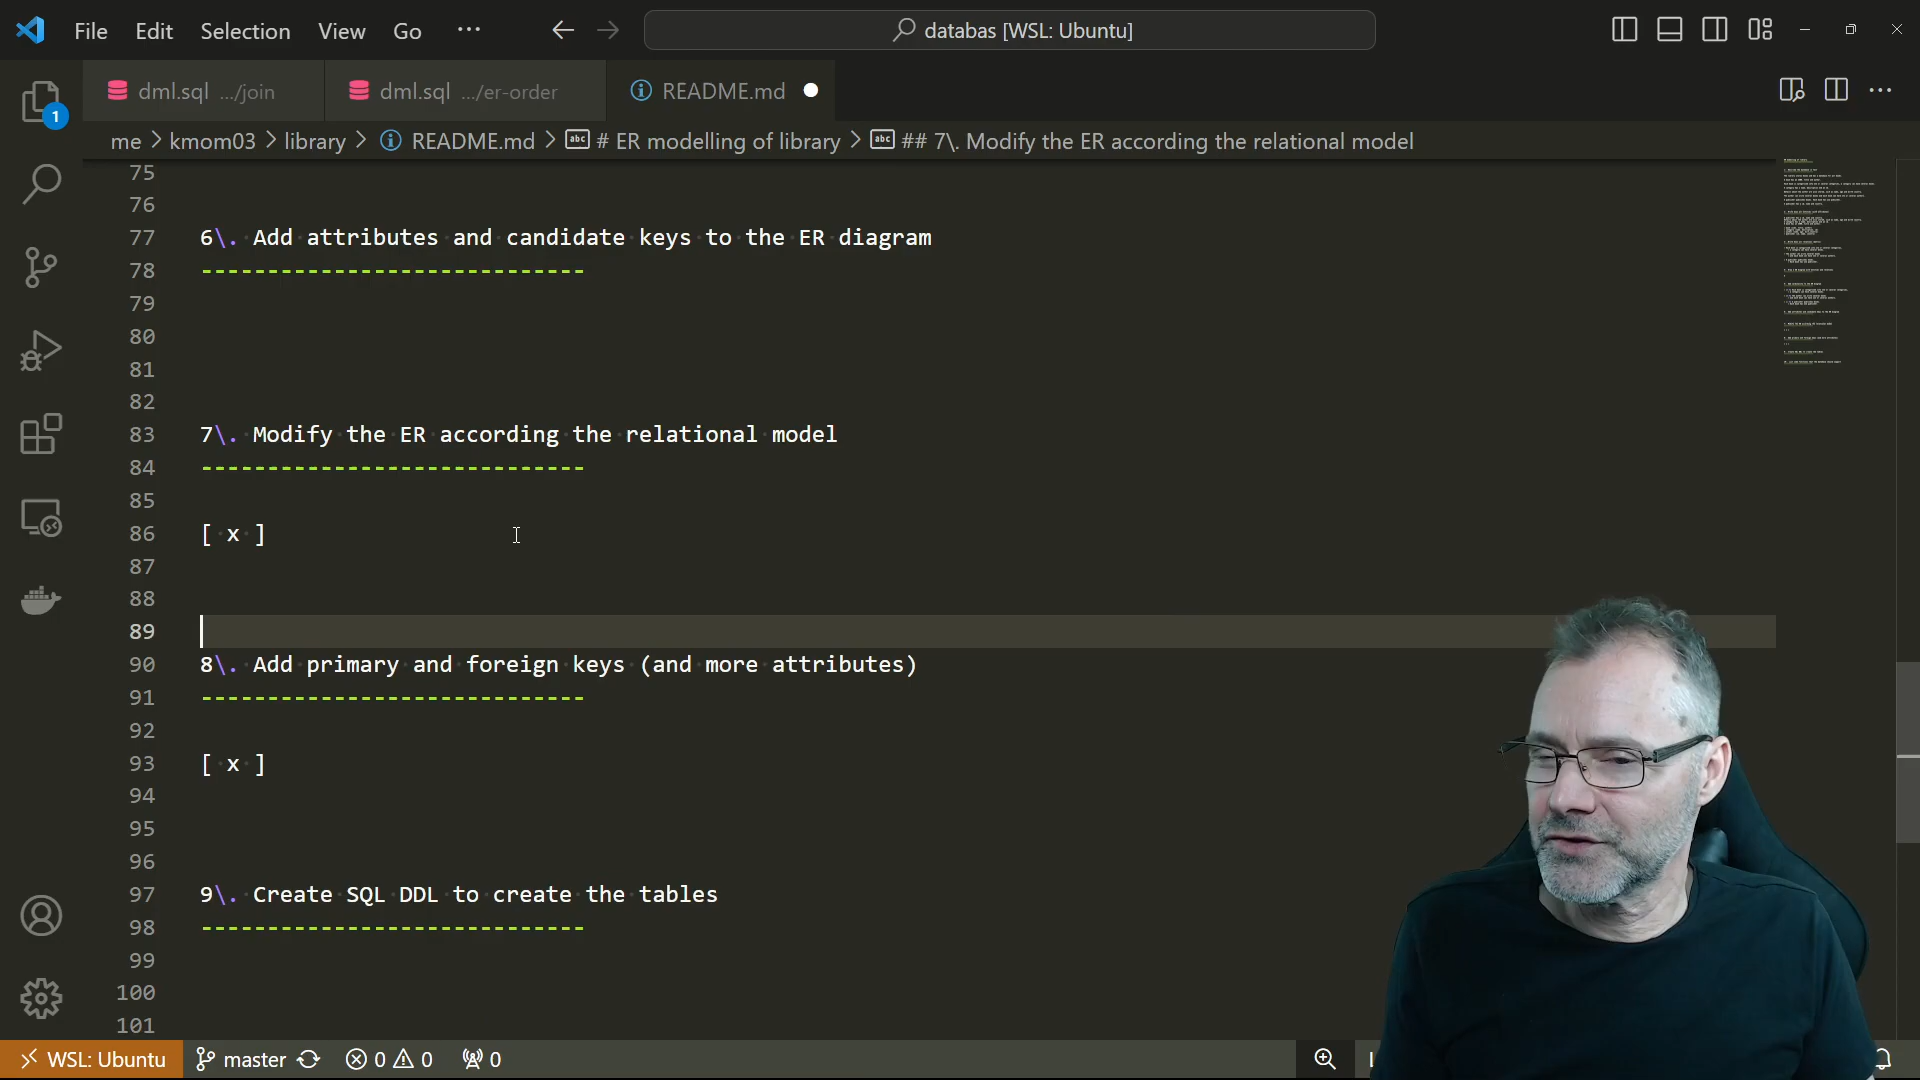 File Edit Selection View Go ···
databas [WSL: Ubuntu]
dml.sql .../join
dml.sql .../er-order
README.md
me > kmom03 > library > README.md > # ER modelling of library > ## 7\. Modify the ER according the relational model
1
75
76
77 6\. Add attributes and candidate keys to the ER diagram
78 -----------------------------
79
80
81
82
83 7\. Modify the ER according the relational model
84 -----------------------------
85
86 [ x ]
87
88
89
90 8\. Add primary and foreign keys (and more attributes)
91 -----------------------------
92
93 [ x ]
94
95
96
97 9\. Create SQL DDL to create the tables
98 -----------------------------
99
100
101
WSL: Ubuntu master 0 0 0